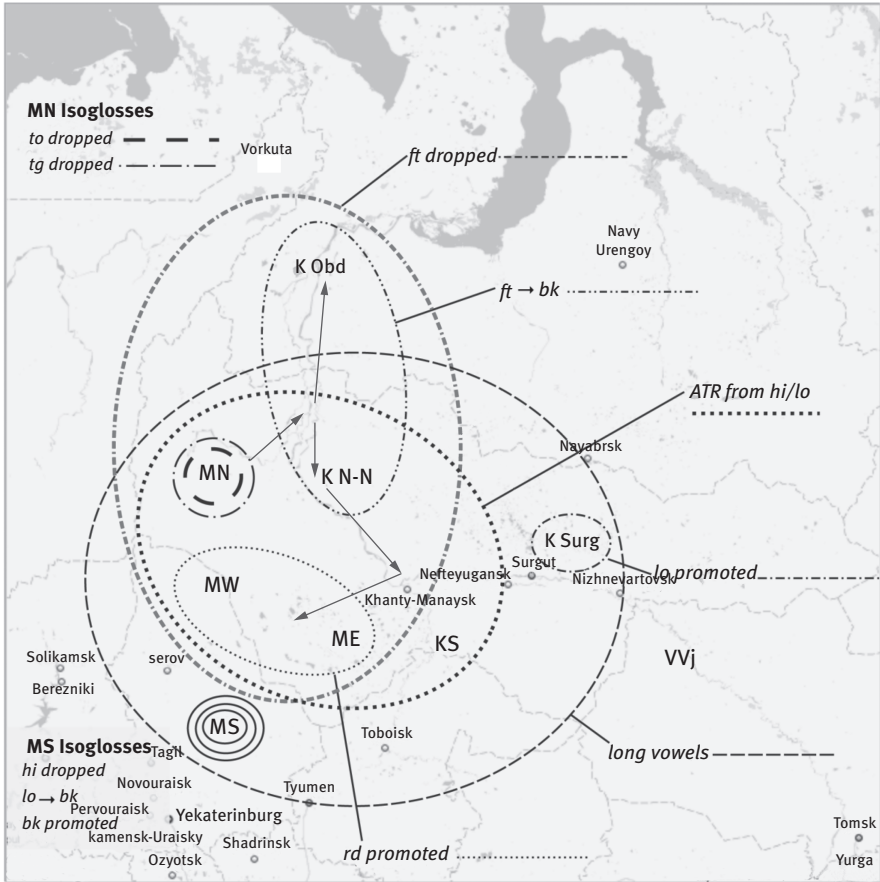 MN Isoglosses
to dropped
tg dropped
Vorkuta
ft dropped
Navy
Urengoy
K Obd
ft → bk
ATR from hi/lo
Navabrsk
MN
K N-N
K Surg
Surgut
Nefteyugansk
Nizhnevartovsk
lo promoted
MW
Khanty-Manaysk
ME
KS
VVj
Solikamsk
serov
Berezniki
MS
Toboisk
MS Isoglosses
Tagil
long vowels
hi dropped
Novouraisk
Tyumen
lo → bk
Pervouraisk
Yekaterinburg
bk promoted
kamensk-Uraisky
Shadrinsk
Ozyotsk
rd promoted
Tomsk
Yurga